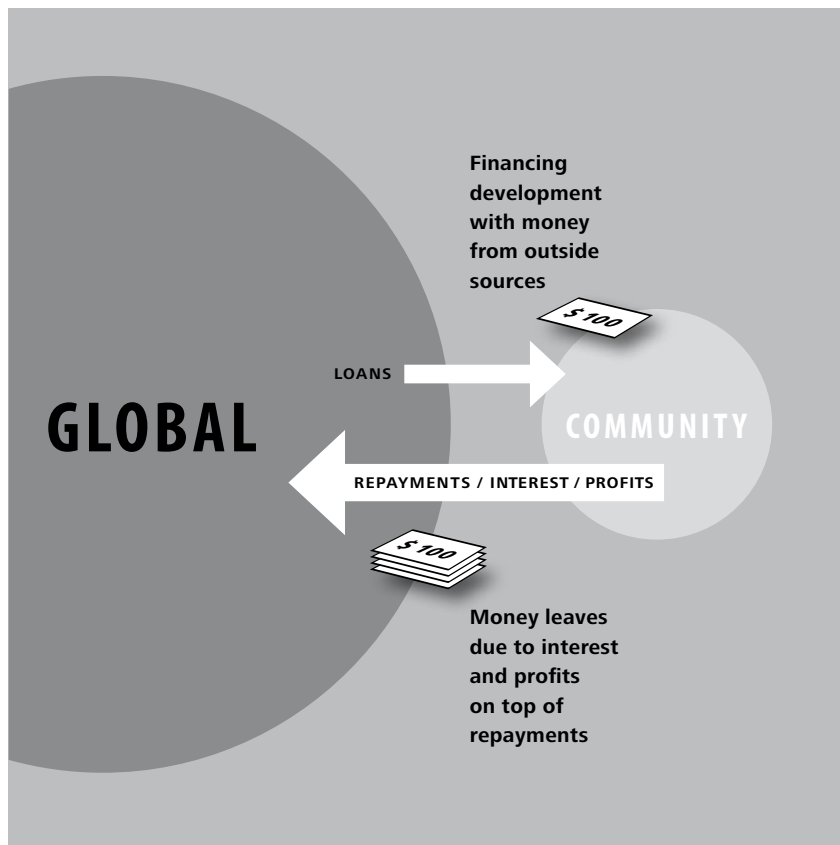 Financing
development
with money
from outside
sources
$ 100
LOANS
GLOBAL
COMMUNITY
REPAYMENTS / INTEREST / PROFITS
$ 100
Money leaves
due to interest
and profits
on top of
repayments